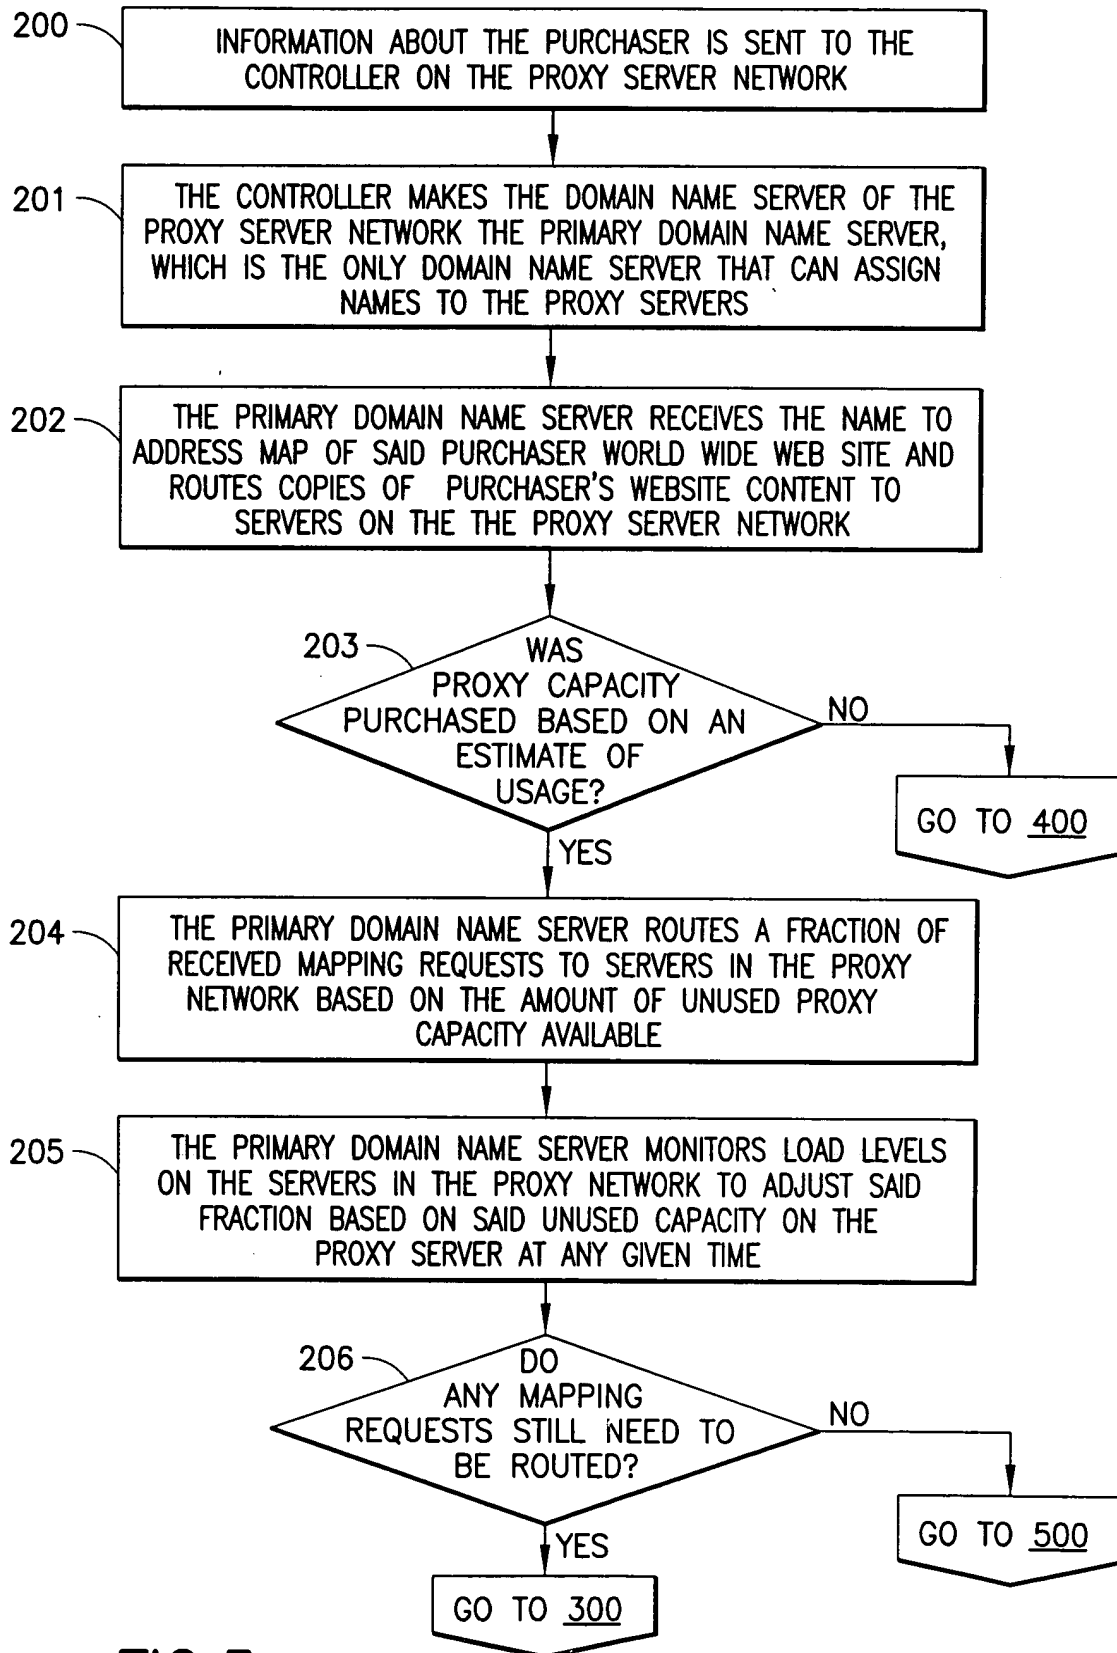 200
INFORMATION ABOUT THE PURCHASER IS SENT TO THE
CONTROLLER ON THE PROXY SERVER NETWORK
201
THE CONTROLLER MAKES THE DOMAIN NAME SERVER OF THE
PROXY SERVER NETWORK THE PRIMARY DOMAIN NAME SERVER,
WHICH IS THE ONLY DOMAIN NAME SERVER THAT CAN ASSIGN
NAMES TO THE PROXY SERVERS
202
THE PRIMARY DOMAIN NAME SERVER RECEIVES THE NAME TO
ADDRESS MAP OF SAID PURCHASER WORLD WIDE WEB SITE AND
ROUTES COPIES OF PURCHASER'S WEBSITE CONTENT TO
SERVERS ON THE THE PROXY SERVER NETWORK
203
WAS
PROXY CAPACITY
PURCHASED BASED ON AN
ESTIMATE OF
USAGE?
NO
GO TO 400
YES
204
THE PRIMARY DOMAIN NAME SERVER ROUTES A FRACTION OF
RECEIVED MAPPING REQUESTS TO SERVERS IN THE PROXY
NETWORK BASED ON THE AMOUNT OF UNUSED PROXY
CAPACITY AVAILABLE
205
THE PRIMARY DOMAIN NAME SERVER MONITORS LOAD LEVELS
ON THE SERVERS IN THE PROXY NETWORK TO ADJUST SAID
FRACTION BASED ON SAID UNUSED CAPACITY ON THE
PROXY SERVER AT ANY GIVEN TIME
206
DO
ANY MAPPING
REQUESTS STILL NEED TO
BE ROUTED?
NO
GO TO 500
YES
GO TO 300